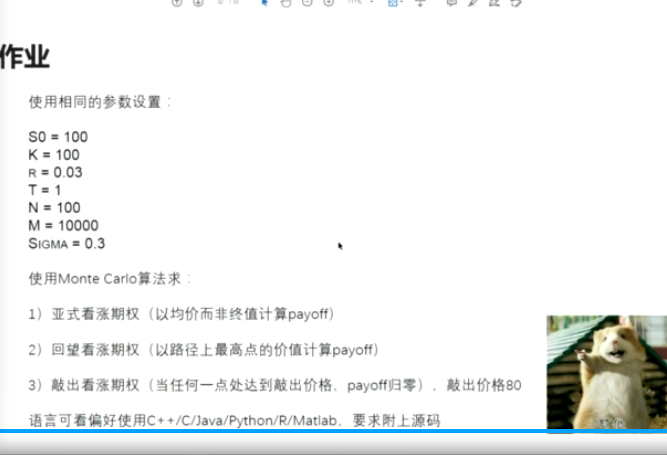 作业
使用相同的参数设置：
S0 = 100
K = 100
R = 0.03
T = 1
N = 100
M = 10000
SIGMA = 0.3
使用Monte Carlo算法求：
1）亚式看涨期权（以均价而非终值计算payoff）
2）回望看涨期权（以路径上最高点的价值计算payoff）
3）敲出看涨期权（当任何一点处达到敲出价格，payoff归零），敲出价格80
语言可看偏好使用C++/C/Java/Python/R/Matlab，要求附上源码